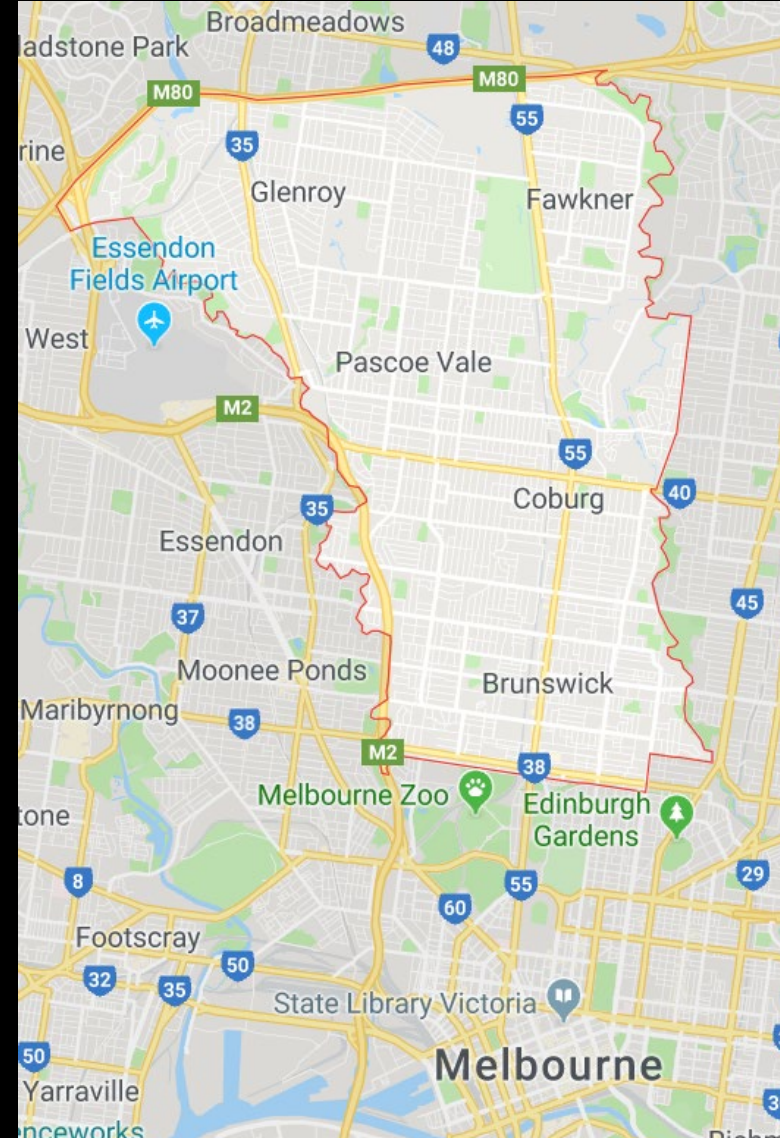 Broadmeadows
ladstone Park
48
M80
M80
55
35
rine
Glenroy
Fawkner
Essendon
Fields Airport
West
Pascoe Vale
M2
55
Coburg
40
35
Essendon
45
37
Moonee Ponds
Brunswick
Maribyrnong
38
M2
38
Melbourne Zoo
Edinburgh
Gardens
tone
8
55
29
60
Footscray
50
32
35
State Library Victoria
50
Melbourne
Yarraville
3
enceworks